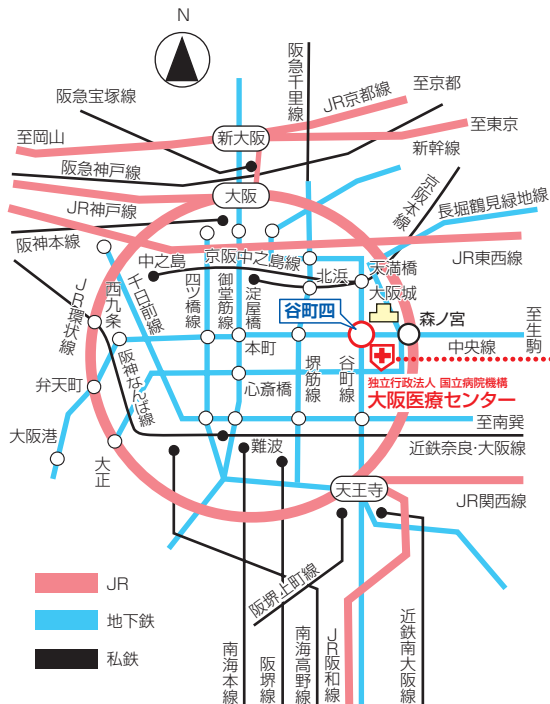 N
阪急宝塚線
阪急千里線
JR京都線
至京都
至岡山
新大阪
至東京
新幹線
阪急神戸線
大阪
京阪本線
長堀鶴見緑地線
JR神戸線
阪神本線
中之島
京阪中之島線
北浜
天満橋
JR東西線
大阪城
JR環状線
西九条
千日前線
四ツ橋線
御堂筋線
淀屋橋
谷町四
森ノ宮
至生駒
中央線
本町
堺筋線
谷町線
阪神なんば線
弁天町
心斎橋
独立行政法人 国立病院機構
大阪医療センター
大阪港
大正
難波
至南巽
近鉄奈良･大阪線
天王寺
JR関西線
JR
地下鉄
私鉄
阪堺上町線
南海本線
阪堺線
南海高野線
JR阪和線
近鉄南大阪線